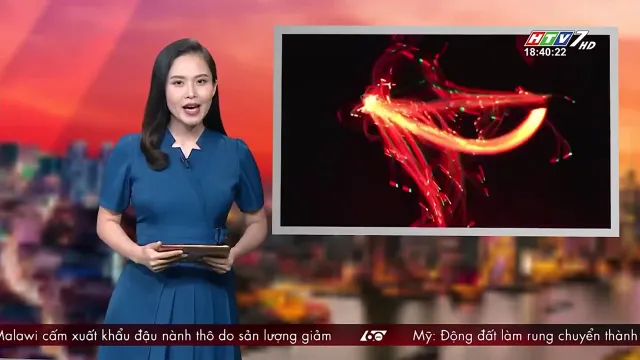 HTV7 HD
18:40:22
Malawi cấm xuất khẩu đậu nành thô do sản lượng giảm
Mỹ: Động đất làm rung chuyển thành